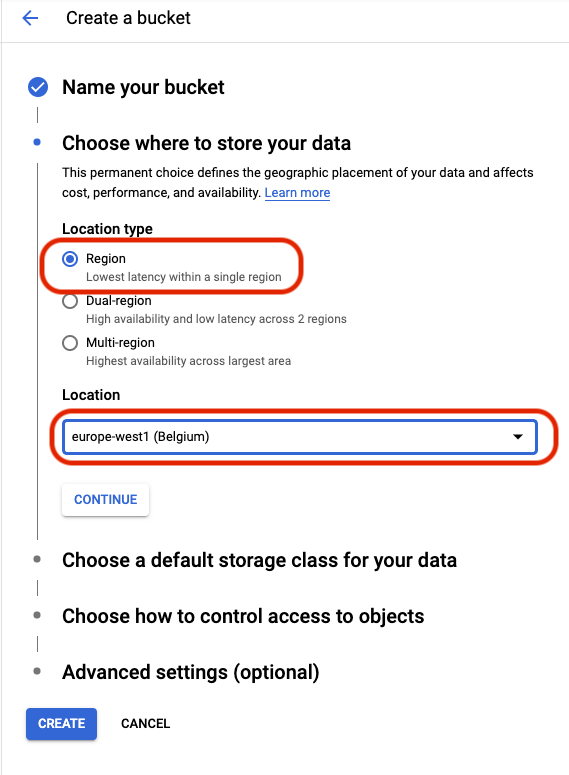 Create a bucket
Name your bucket
Choose where to store your data
This permanent choice defines the geographic placement of your data and affects
cost, performance, and availability. Learn more
Location type
Region
Lowest latency within a single region
Dual-region
High availability and low latency across 2 regions
Multi-region
Highest availability across largest area
Location
europe-west1 (Belgium)
CONTINUE
Choose a default storage class for your data
Choose how to control access to objects
Advanced settings (optional)
CREATE CANCEL